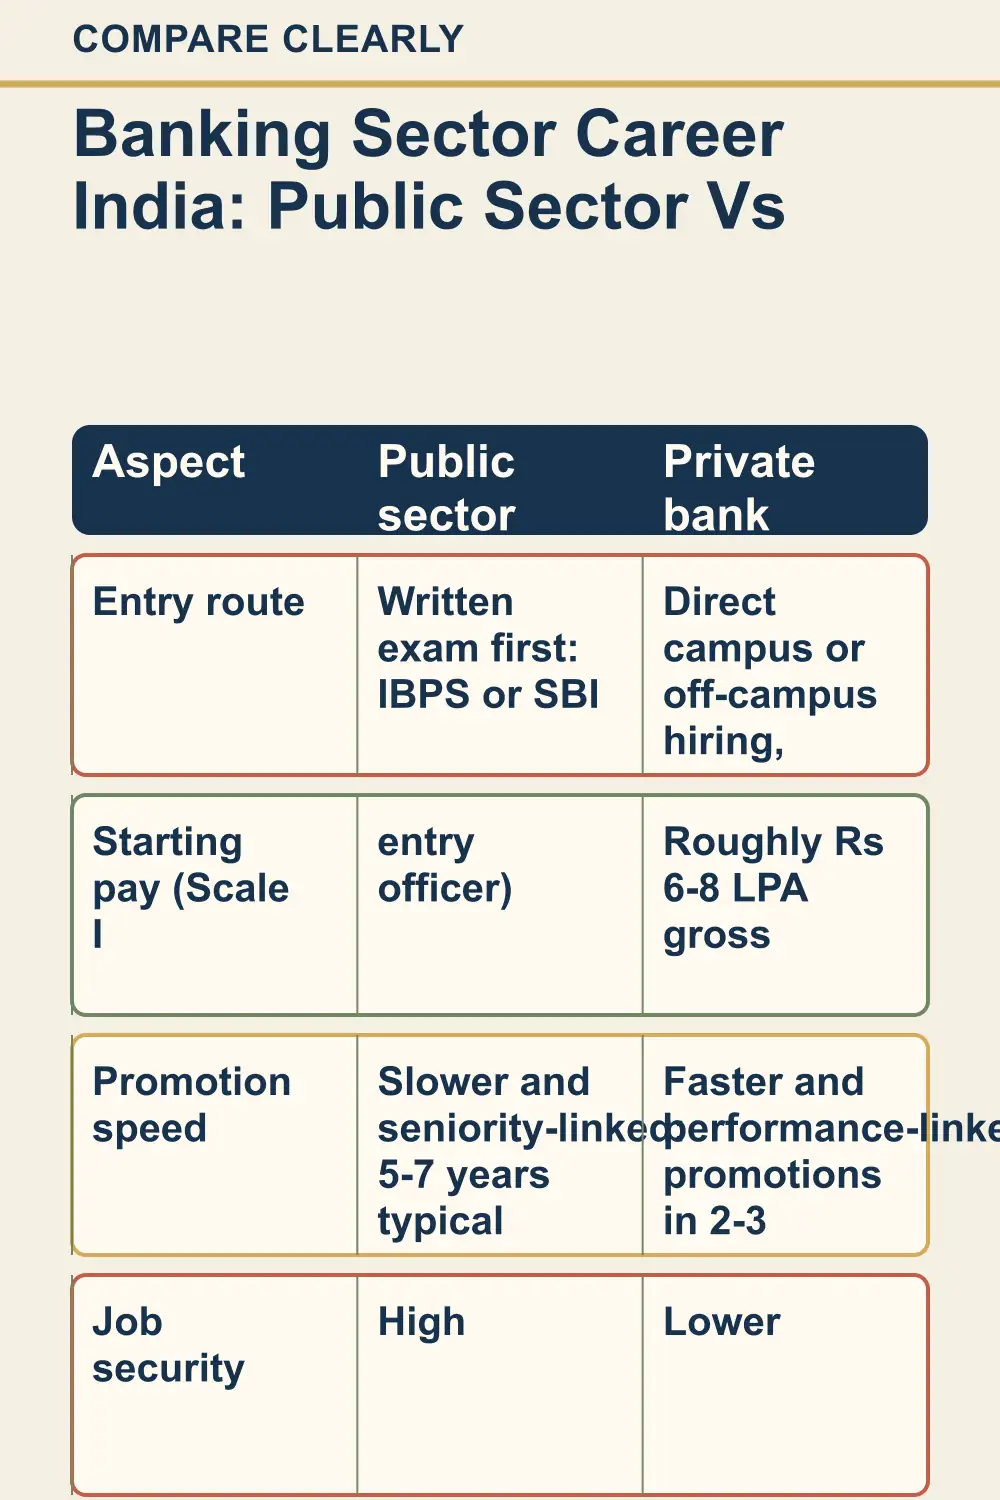 COMPARE CLEARLY
Banking Sector Career
India: Public Sector Vs
Aspect
Public
sector
Private
bank
Entry route
Written
exam first:
IBPS or SBI
Direct
campus or
off-campus
hiring,
Starting
pay (Scale
I
entry
officer)
Roughly Rs
6-8 LPA
gross
Promotion
speed
Slower and
seniority-linked
5-7 years
typical
Faster and
performance-linke
promotions
in 2-3
Job
security
High
Lower